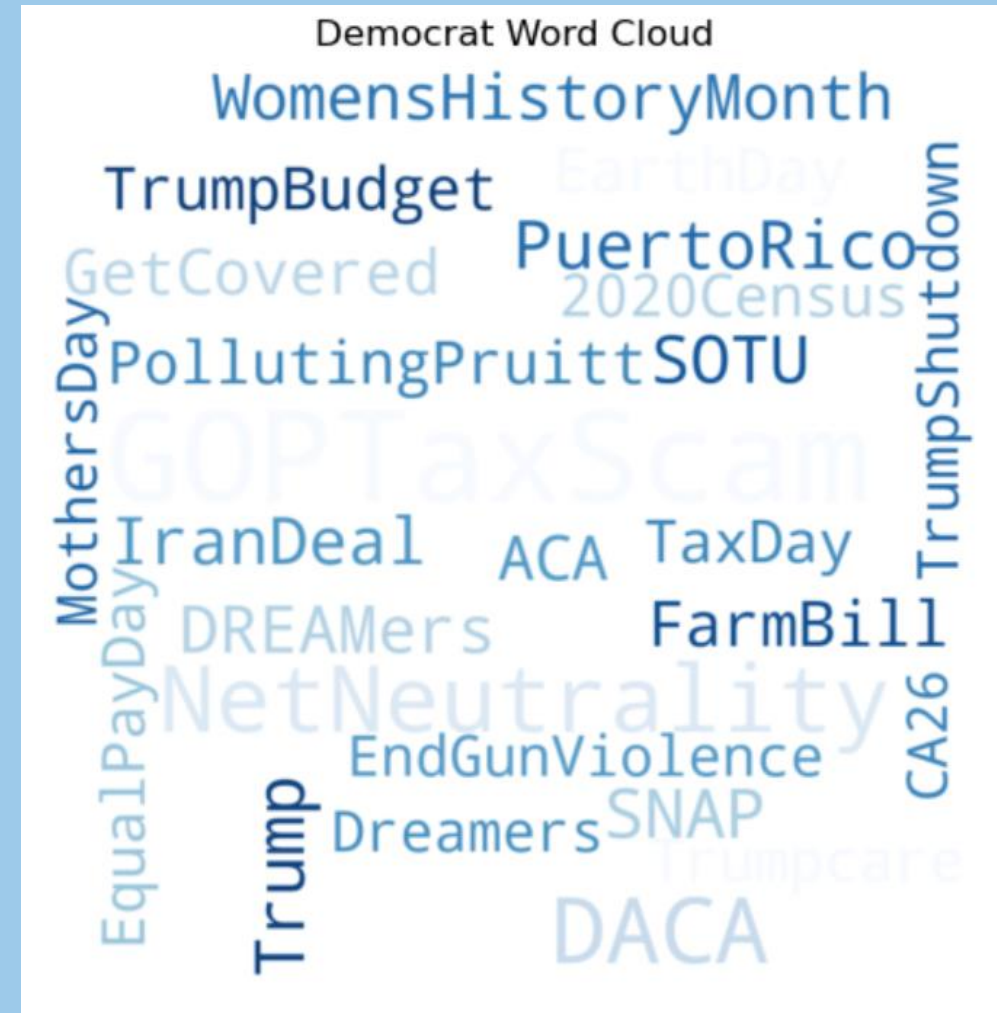 Democrat Word Cloud
WomensHistoryMonth
EarthDay
TrumpBudget
PuertoRico
TrumpShutdown
GetCovered
2020Census
MothersDay
PollutingPruitt
SOTU
GOPTaxScam
IranDeal
ACA
TaxDay
EqualPayDay
DREAMers
FarmBill
NetNeutrality
CA26
EndGunViolence
Trump
Dreamers
SNAP
Trumpcare
DACA